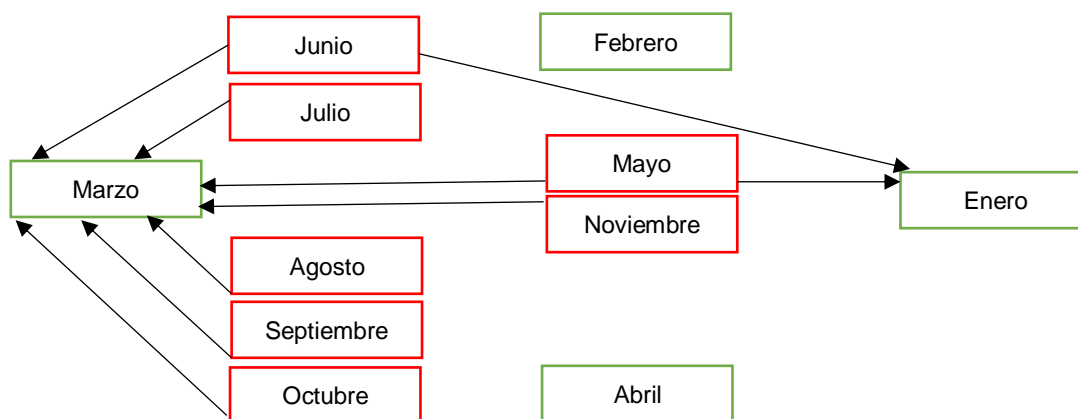 Junio
Febrero
Julio
Mayo
Marzo
Enero
Noviembre
Agosto
Septiembre
Octubre
Abril